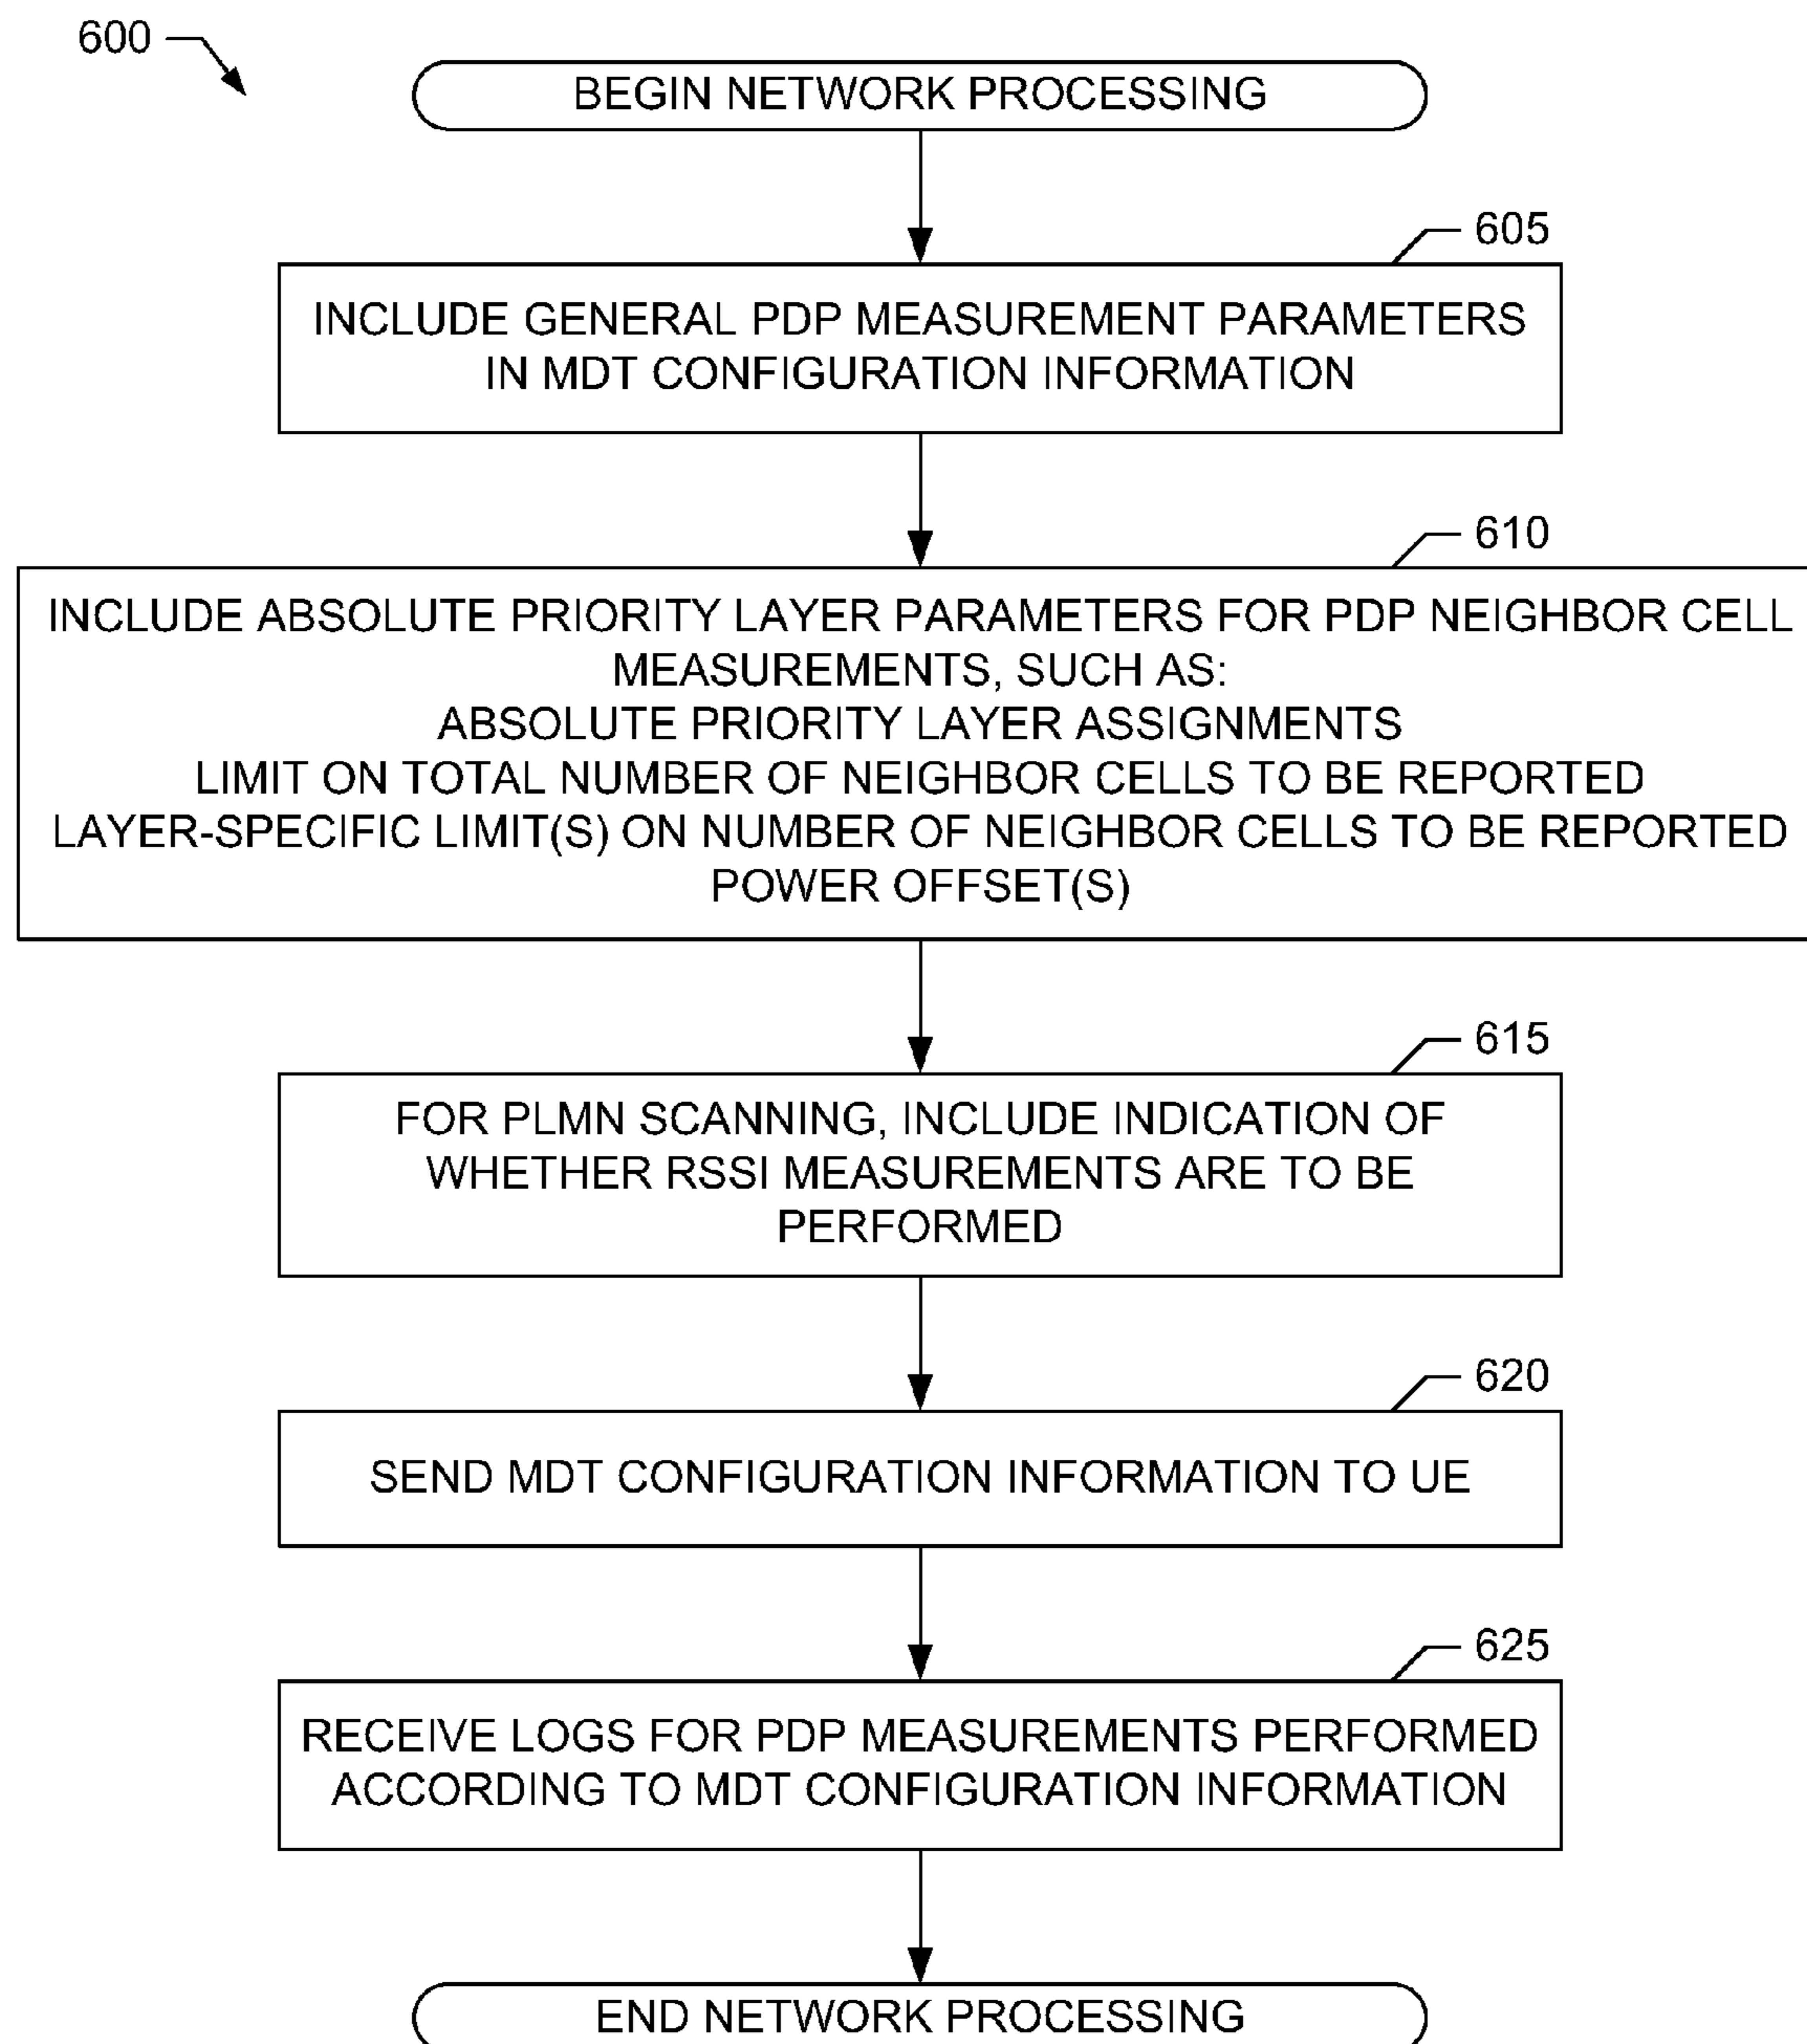 600
BEGIN NETWORK PROCESSING
605
INCLUDE GENERAL PDP MEASUREMENT PARAMETERS
IN MDT CONFIGURATION INFORMATION
610
INCLUDE ABSOLUTE PRIORITY LAYER PARAMETERS FOR PDP NEIGHBOR CELL
MEASUREMENTS, SUCH AS:
ABSOLUTE PRIORITY LAYER ASSIGNMENTS
LIMIT ON TOTAL NUMBER OF NEIGHBOR CELLS TO BE REPORTED
LAYER-SPECIFIC LIMIT(S) ON NUMBER OF NEIGHBOR CELLS TO BE REPORTED
POWER OFFSET(S)
615
FOR PLMN SCANNING, INCLUDE INDICATION OF
WHETHER RSSI MEASUREMENTS ARE TO BE
PERFORMED
620
SEND MDT CONFIGURATION INFORMATION TO UE
625
RECEIVE LOGS FOR PDP MEASUREMENTS PERFORMED
ACCORDING TO MDT CONFIGURATION INFORMATION
END NETWORK PROCESSING